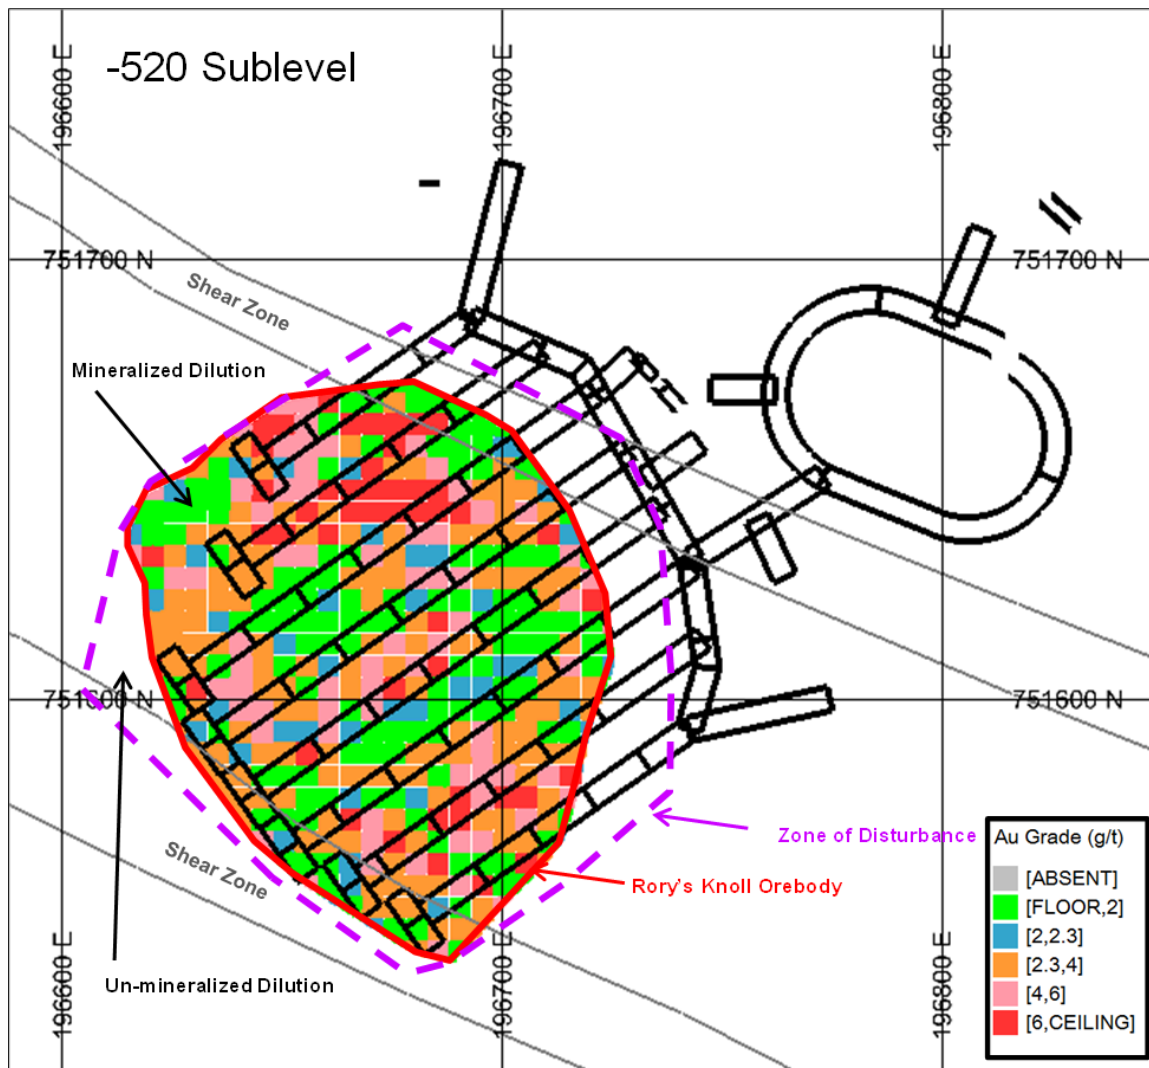 -520 Sublevel
196600 E
196700 E
196800 E
751700 N
751700 N
Shear Zone
Mineralized Dilution
751600 N
751600 N
Zone of Disturbance
Shear Zone
Rory's Knoll Orebody
Un-mineralized Dilution
196600 E
196700 E
196800 E
Au Grade (g/t)
[ABSENT]
[FLOOR,2]
[2,2.3]
[2.3,4]
[4,6]
[6,CEILING]